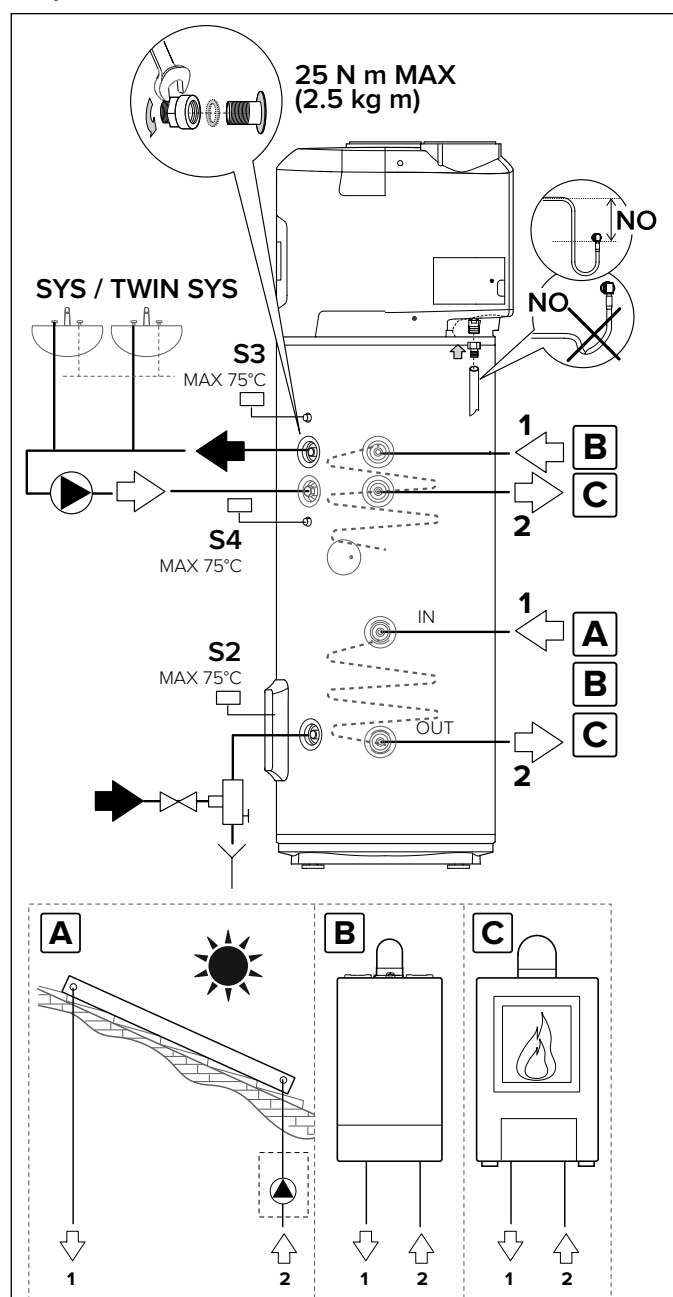 25 N m MAX
(2.5 kg m)
NO
NO
SYS / TWIN SYS
S3
MAX 75°C
1
B
C
2
S4
MAX 75°C
IN
1
A
B
S2
MAX 75°C
OUT
C
2
A
B
C
1
2
1
2
1
2